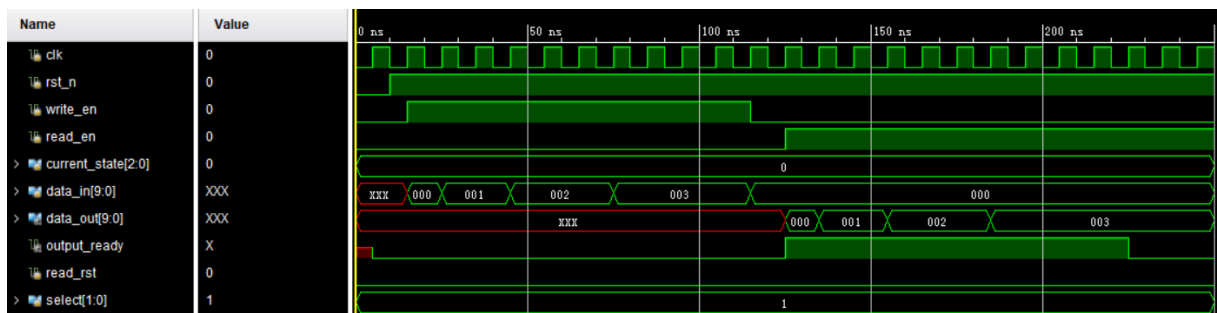 Name Value
0 ns 50 ns 100 ns 150 ns 200 ns
clk 0
rst_n 0
write_en 0
read_en 0
current_state[2:0] 0 0
data_in[9:0] XXX XXX 000 001 002 003 000
data_out[9:0] XXX XXX 000 001 002 003
output_ready X
read_rst 0
select[1:0] 1 1